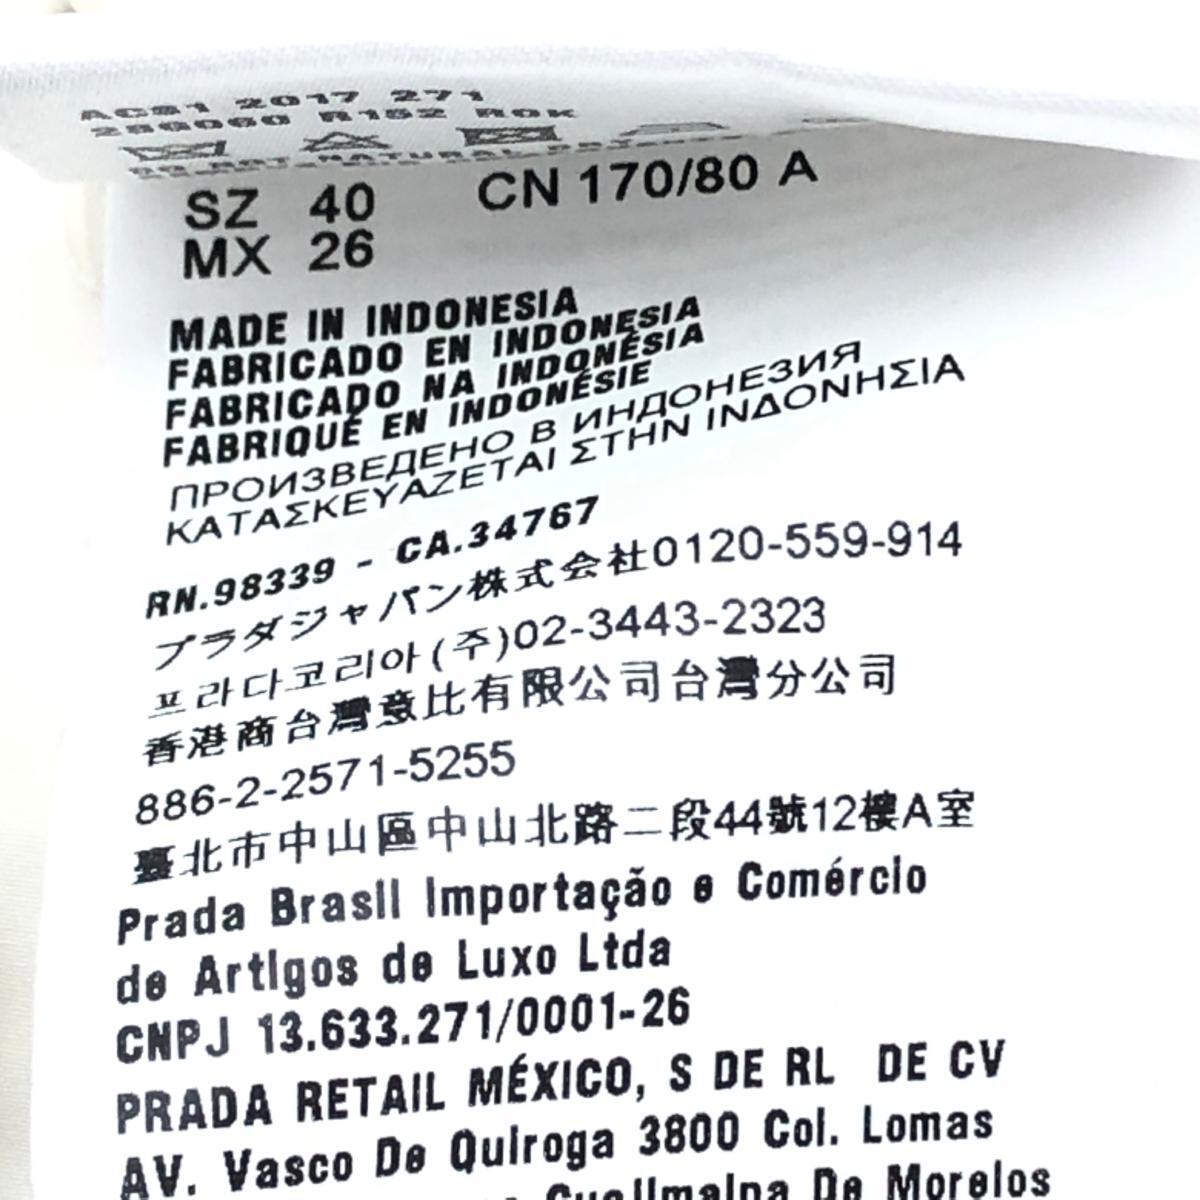 ACS1 2017 271
SZ 40 CN 170/80 A
MX 26
MADE IN INDONESIA
FABRICADO EN INDONESIA
FABRICADO NA INDONÉSIA
FABRIQUÉ EN INDONÉSIE
ПРОИЗВЕДЕНО В ИНДОНЕЗИЯ
ΚΑΤΑΣΚΕΥΑΖΕΤΑΙ ΣΤΗΝ ΙΝΔΟΝΗΣΙΑ
RN.98339 - CA.34767
プラダジャパン株式会社0120-559-914
프라다코리아(주)02-3443-2323
香港商台灣意比有限公司台灣分公司
886-2-2571-5255
臺北市中山區中山北路二段44號12樓A室
Prada Brasil Importação e Comércio
de Artigos de Luxo Ltda
CNPJ 13.633.271/0001-26
PRADA RETAIL MÉXICO, S DE RL DE CV
AV. Vasco De Quiroga 3800 Col. Lomas
Cuajimalpa De Morelos